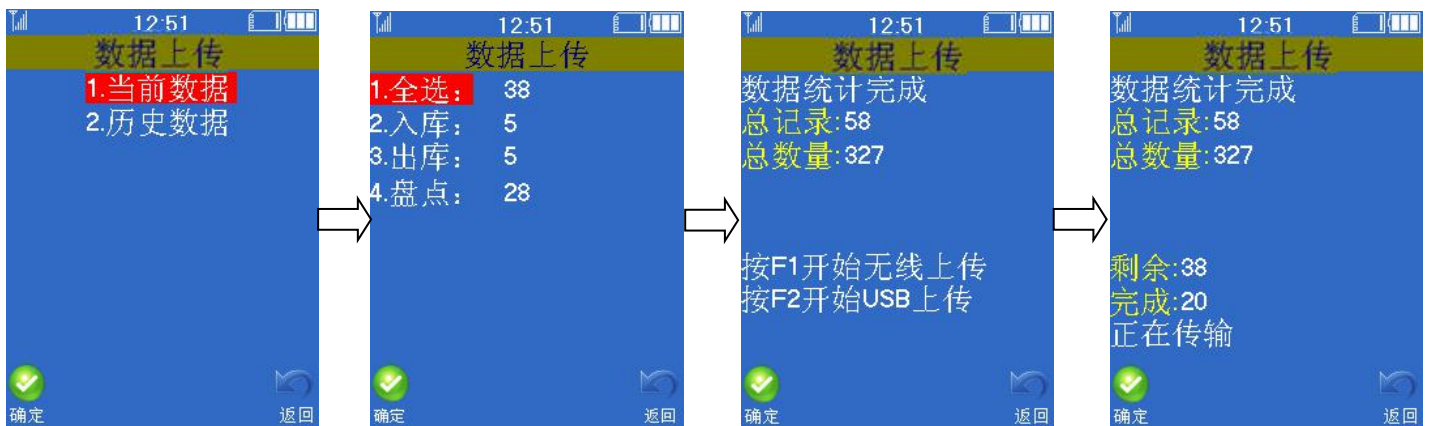 12:51
数据上传
1.当前数据
2.历史数据
确定 返回
12:51
数据上传
1.全选： 38
2.入库： 5
3.出库： 5
4.盘点： 28
确定 返回
12:51
数据上传
数据统计完成
总记录:58
总数量:327
按F1开始无线上传
按F2开始USB上传
确定 返回
12:51
数据上传
数据统计完成
总记录:58
总数量:327
剩余:38
完成:20
正在传输
确定 返回